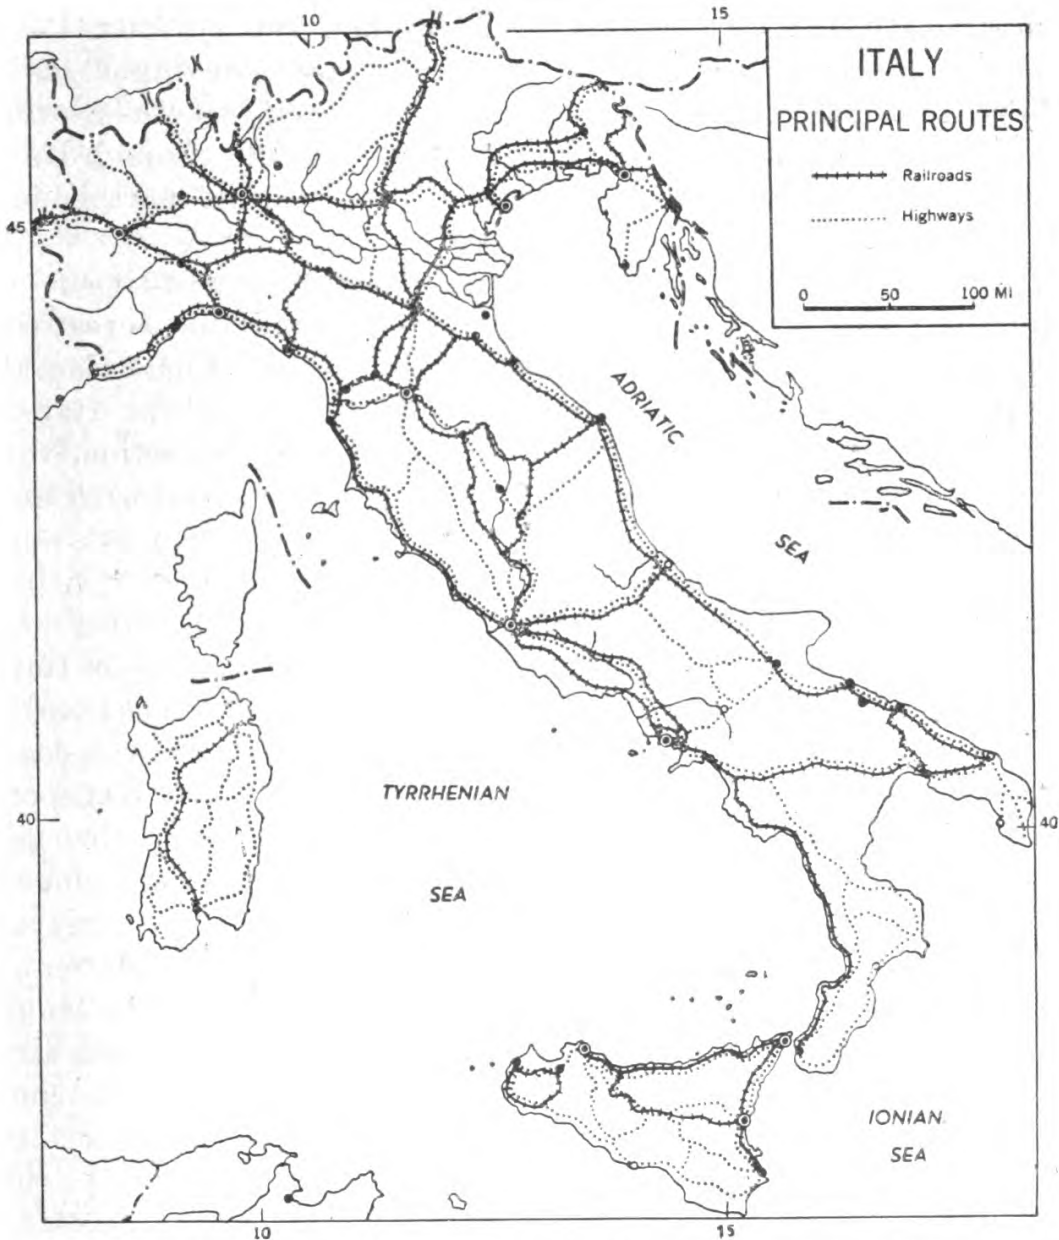 10
15
ITALY
PRINCIPAL ROUTES
Railroads
Highways
0 50 100 MI
45
ADRIATIC
SEA
TYRRHENIAN
SEA
40
40
IONIAN
SEA
10
15